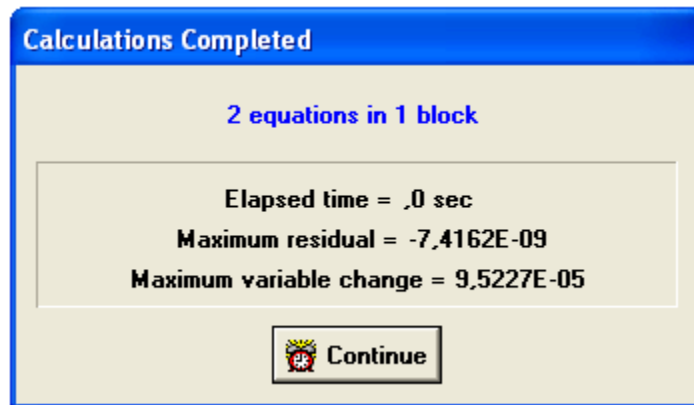 Calculations Completed
2 equations in 1 block
Elapsed time = ,0 sec
Maximum residual = -7,4162E-09
Maximum variable change = 9,5227E-05
Continue